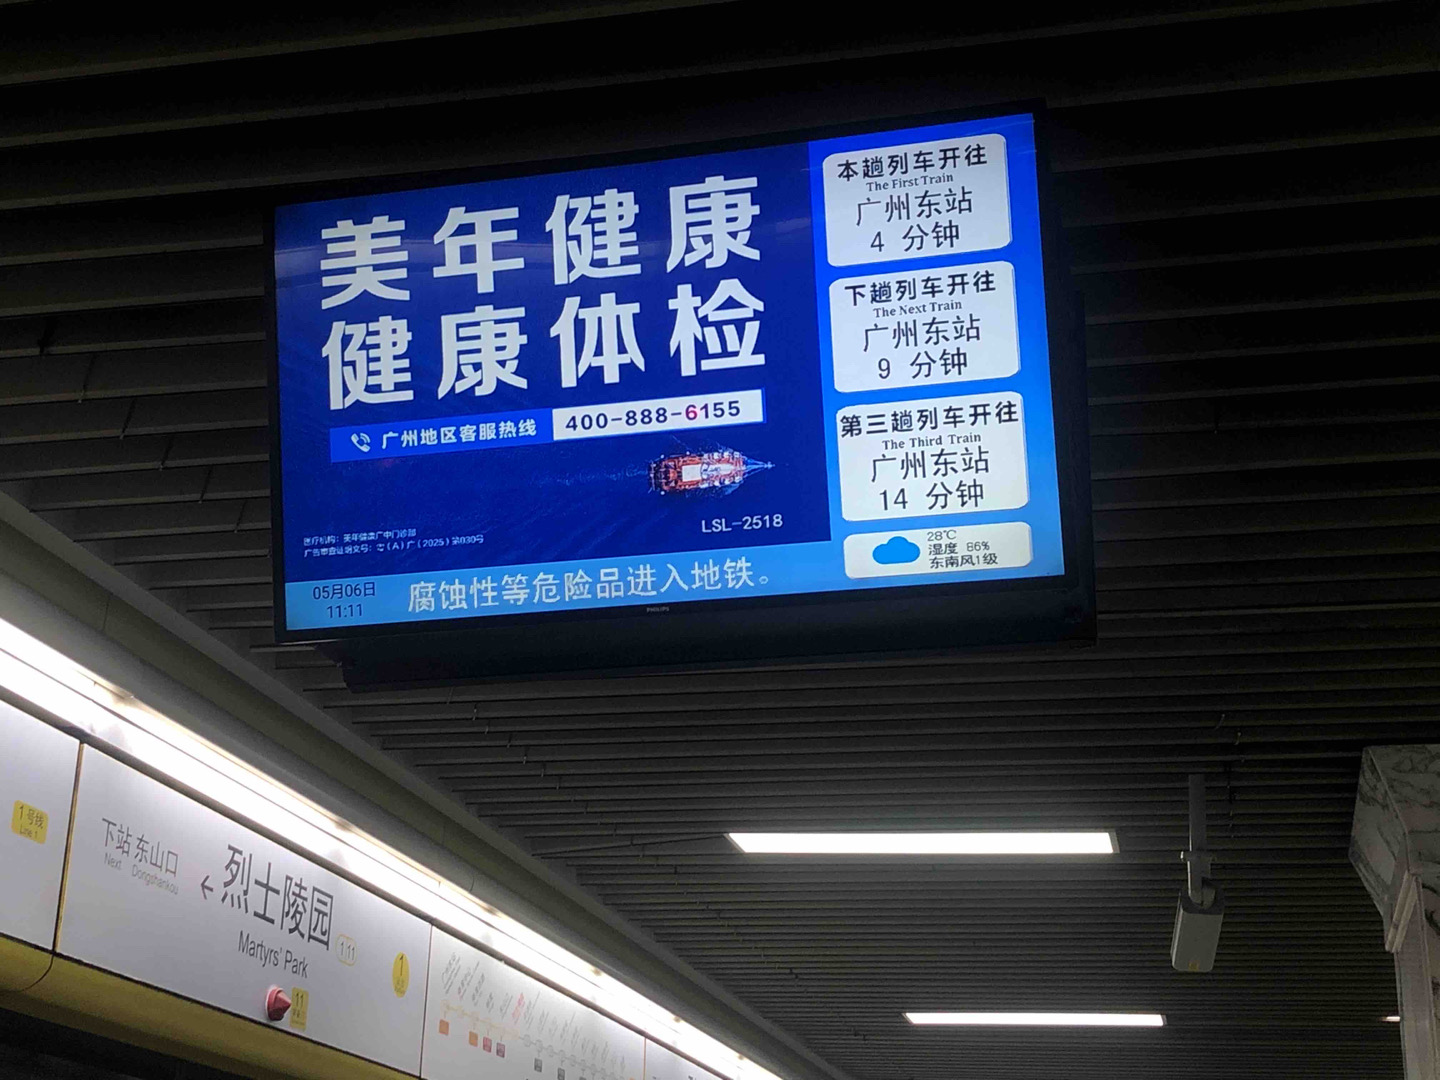 美年健康
健康体检
广州地区客服热线 400-888-6155
LSL-2518
05月06日
11:11
腐蚀性等危险品进入地铁。
PHILIPS
本趟列车开往
The First Train
广州东站
4 分钟
下趟列车开往
The Next Train
广州东站
9 分钟
第三趟列车开往
The Third Train
广州东站
14 分钟
28℃
湿度 86%
东南风1级
1号线
Line 1
下站 东山口
Next Dongshankou
←
烈士陵园
Martyrs' Park
1·11
1
11